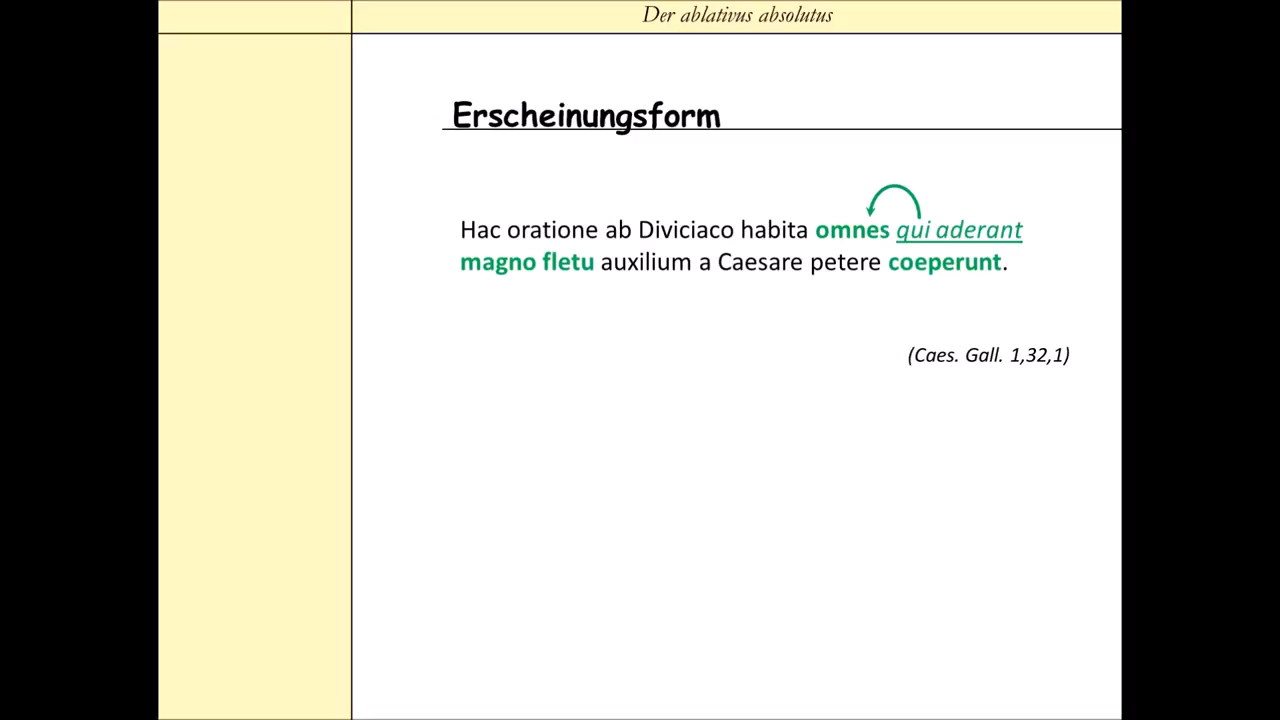 Der ablativus absolutus
Erscheinungsform
Hac oratione ab Diviciaco habita omnes qui aderant
magno fletu auxilium a Caesare petere coeperunt.
(Caes. Gall. 1,32,1)